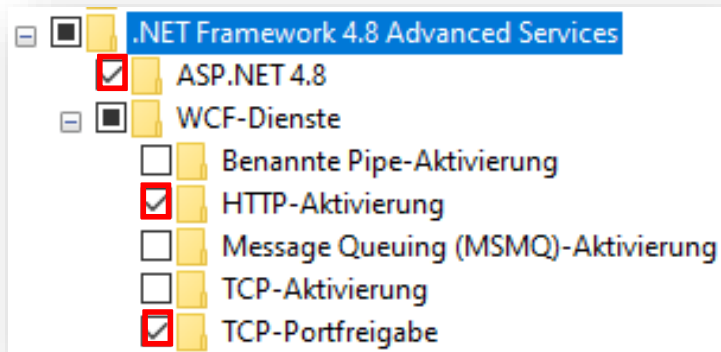 .NET Framework 4.8 Advanced Services
ASP.NET 4.8
WCF-Dienste
Benannte Pipe-Aktivierung
HTTP-Aktivierung
Message Queuing (MSMQ)-Aktivierung
TCP-Aktivierung
TCP-Portfreigabe